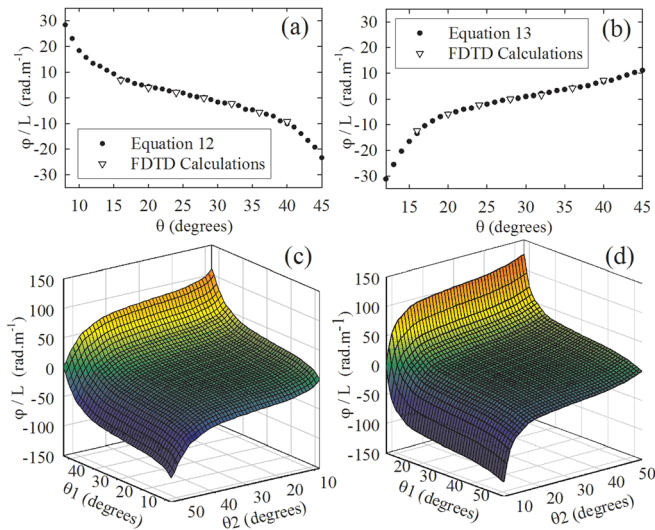 (a)
30
20
10
0
-10
-20
-30
φ / L (rad.m⁻¹)
Equation 12
FDTD Calculations
10 15 20 25 30 35 40 45
θ (degrees)
(b)
30
20
10
0
-10
-20
-30
φ / L (rad.m⁻¹)
Equation 13
FDTD Calculations
15 20 25 30 35 40 45
θ (degrees)
(c)
150
100
50
0
-50
-100
-150
φ / L (rad.m⁻¹)
40 30 20 10
θ1 (degrees)
50 40 30 20 10
θ2 (degrees)
(d)
150
100
50
0
-50
-100
-150
φ / L (rad.m⁻¹)
20 30 40 50
θ1 (degrees)
10 20 30 40 50
θ2 (degrees)